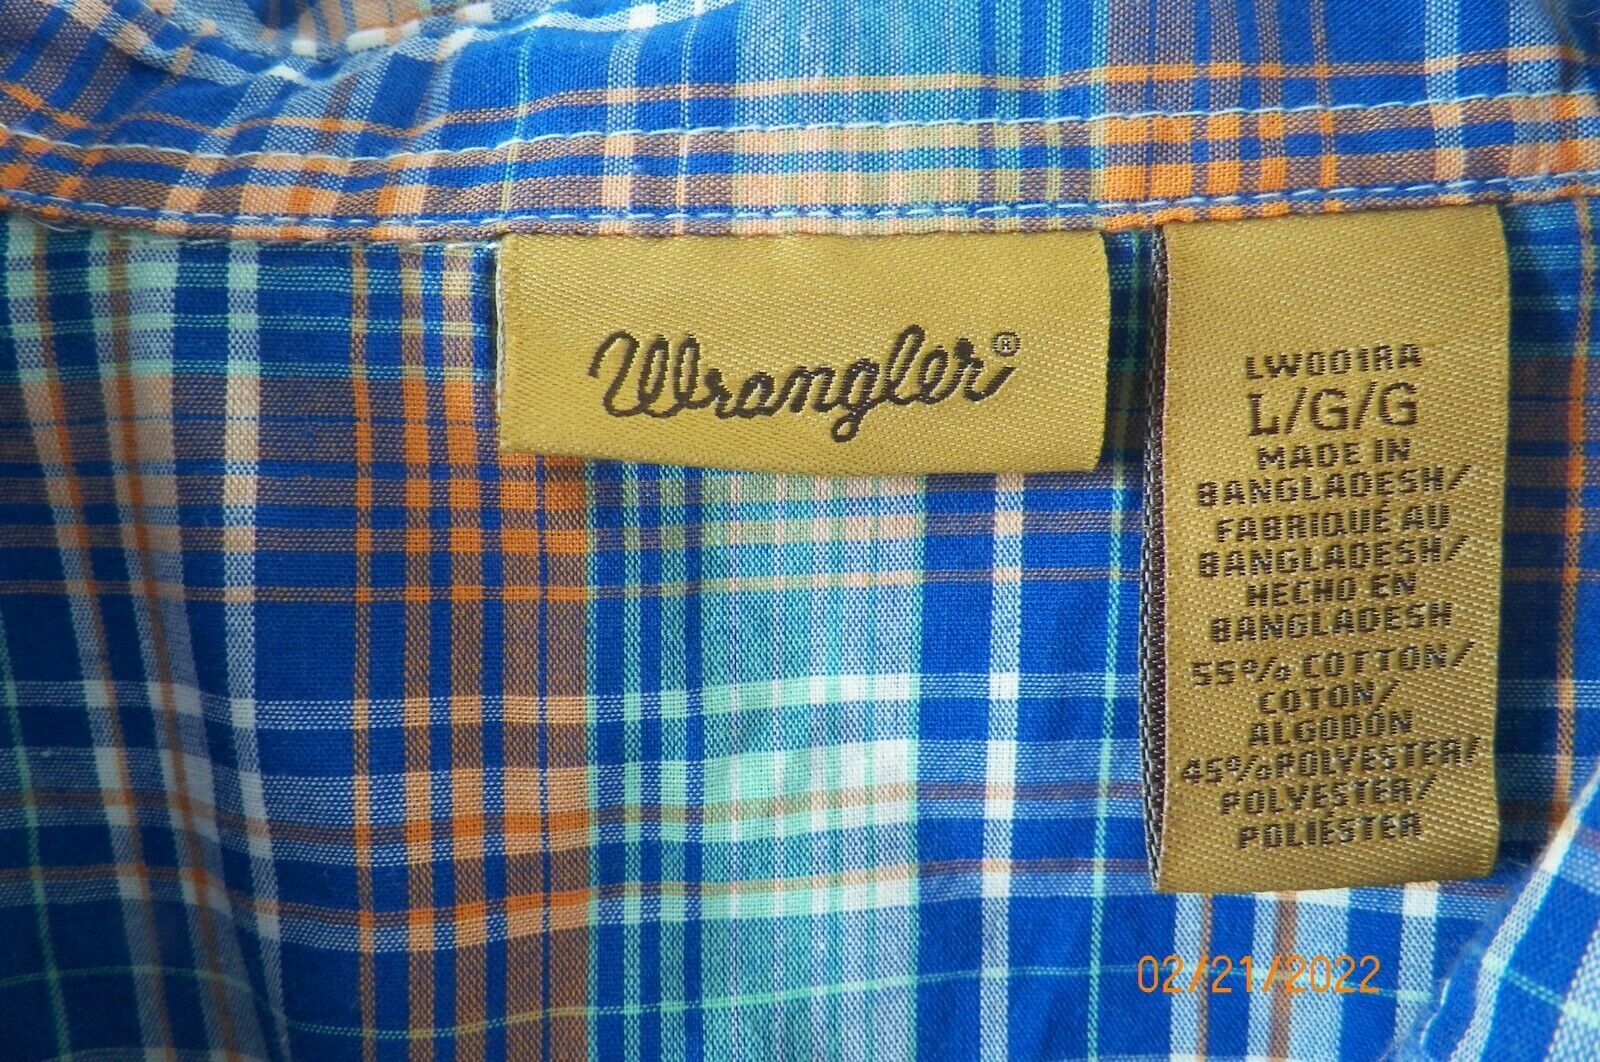 Wrangler®
LW001RA
L/G/G
MADE IN
BANGLADESH/
FABRIQUÉ AU
BANGLADESH/
HECHO EN
BANGLADESH
55% COTTON/
COTON/
ALGODÓN
45% POLYESTER/
POLYESTER/
POLIÉSTER
02/21/2022